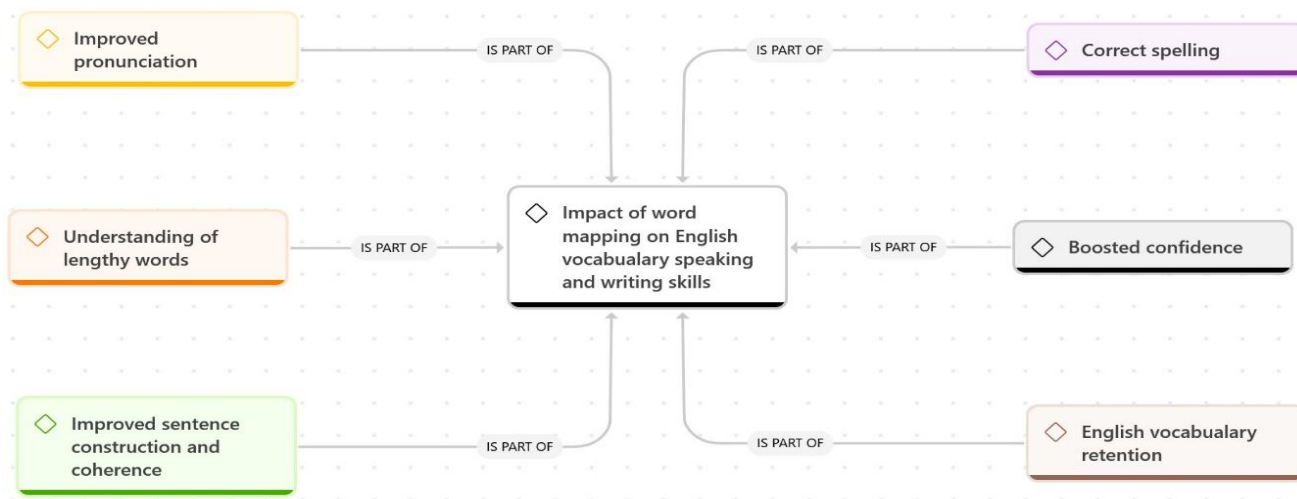 Improved
pronunciation
IS PART OF
IS PART OF
Correct spelling
Understanding of
lengthy words
IS PART OF
Impact of word
mapping on English
vocabualary speaking
and writing skills
IS PART OF
Boosted confidence
Improved sentence
construction and
coherence
IS PART OF
IS PART OF
English vocabualary
retention